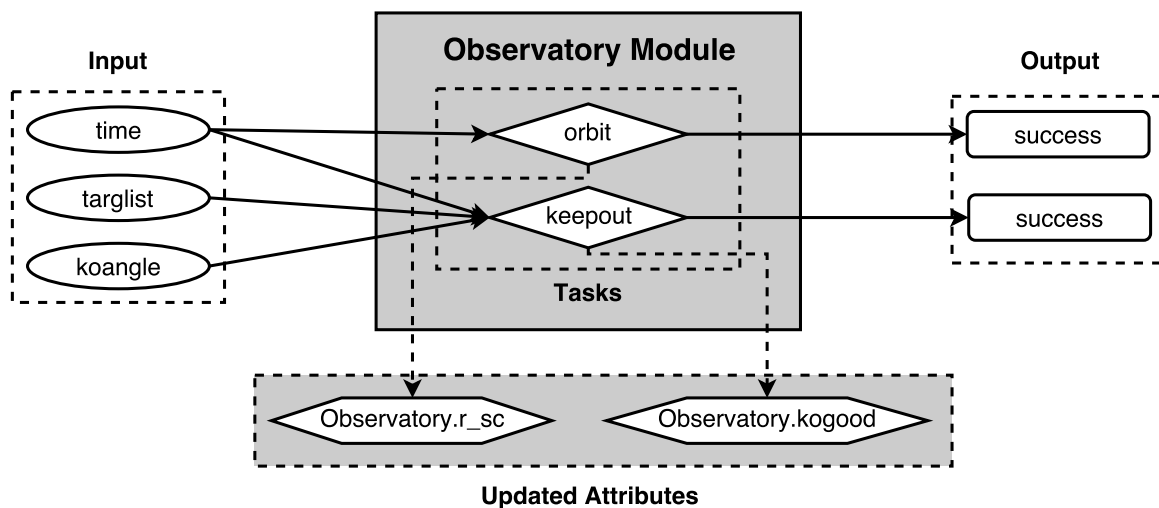 Observatory Module
Input
Output
time
targlist
koangle
orbit
keepout
Tasks
success
success
Observatory.r_sc
Observatory.kogood
Updated Attributes